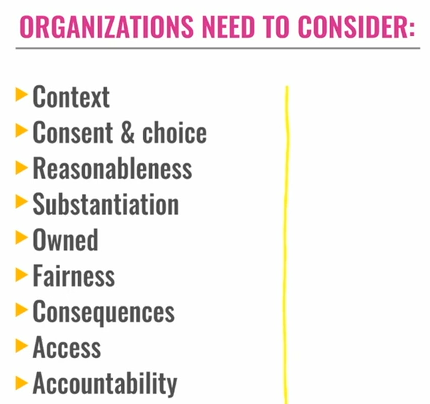 ORGANIZATIONS NEED TO CONSIDER:
Context
Consent & choice
Reasonableness
Substantiation
Owned
Fairness
Consequences
Access
Accountability